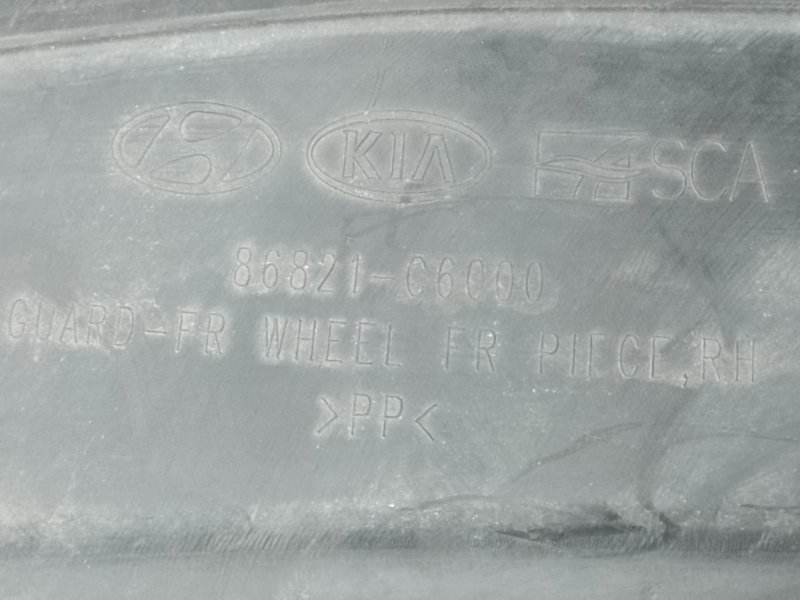 KIA SCA
86821-C6000
GUARD-FR WHEEL FR PIECE,RH
>PP<